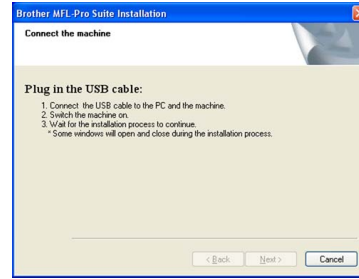 Brother MFL-Pro Suite Installation
Connect the machine
Plug in the USB cable:
1. Connect the USB cable to the PC and the machine.
2. Switch the machine on.
3. Wait for the installation process to continue.
* Some windows will open and close during the installation process.
< Back
Next >
Cancel